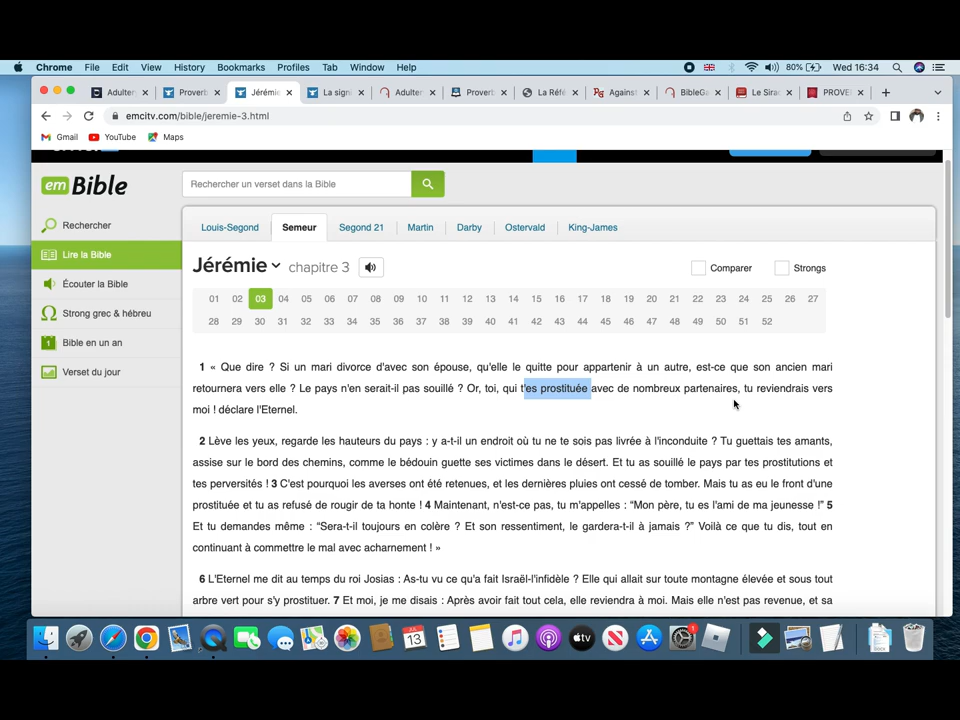 Chrome File Edit View History Bookmarks Profiles Tab Window Help 80% Wed 16:34
Adulter Proverb Jérémie La sign Adulter Proverb La Réfé Against BibleGa Le Sirac PROVEI
emcitv.com/bible/jeremie-3.html
Gmail YouTube Maps
em Bible
Rechercher un verset dans la Bible
Rechercher
Lire la Bible
Écouter la Bible
Strong grec & hébreu
1 Bible en un an
Verset du jour
Louis-Segond Semeur Segond 21 Martin Darby Ostervald King-James
Jérémie chapitre 3 Comparer Strongs
01 02 03 04 05 06 07 08 09 10 11 12 13 14 15 16 17 18 19 20 21 22 23 24 25 26 27
28 29 30 31 32 33 34 35 36 37 38 39 40 41 42 43 44 45 46 47 48 49 50 51 52
1 « Que dire ? Si un mari divorce d'avec son épouse, qu'elle le quitte pour appartenir à un autre, est-ce que son ancien mari
retournera vers elle ? Le pays n'en serait-il pas souillé ? Or, toi, qui t'es prostituée avec de nombreux partenaires, tu reviendrais vers
moi ! déclare l'Eternel.
2 Lève les yeux, regarde les hauteurs du pays : y a-t-il un endroit où tu ne te sois pas livrée à l'inconduite ? Tu guettais tes amants,
assise sur le bord des chemins, comme le bédouin guette ses victimes dans le désert. Et tu as souillé le pays par tes prostitutions et
tes perversités ! 3 C'est pourquoi les averses ont été retenues, et les dernières pluies ont cessé de tomber. Mais tu as eu le front d'une
prostituée et tu as refusé de rougir de ta honte ! 4 Maintenant, n'est-ce pas, tu m'appelles : “Mon père, tu es l'ami de ma jeunesse !” 5
Et tu demandes même : “Sera-t-il toujours en colère ? Et son ressentiment, le gardera-t-il à jamais ?” Voilà ce que tu dis, tout en
continuant à commettre le mal avec acharnement ! »
6 L'Eternel me dit au temps du roi Josias : As-tu vu ce qu'a fait Israël-l'infidèle ? Elle qui allait sur toute montagne élevée et sous tout
arbre vert pour s'y prostituer. 7 Et moi, je me disais : Après avoir fait tout cela, elle reviendra à moi. Mais elle n'est pas revenue, et sa
13
tv
1